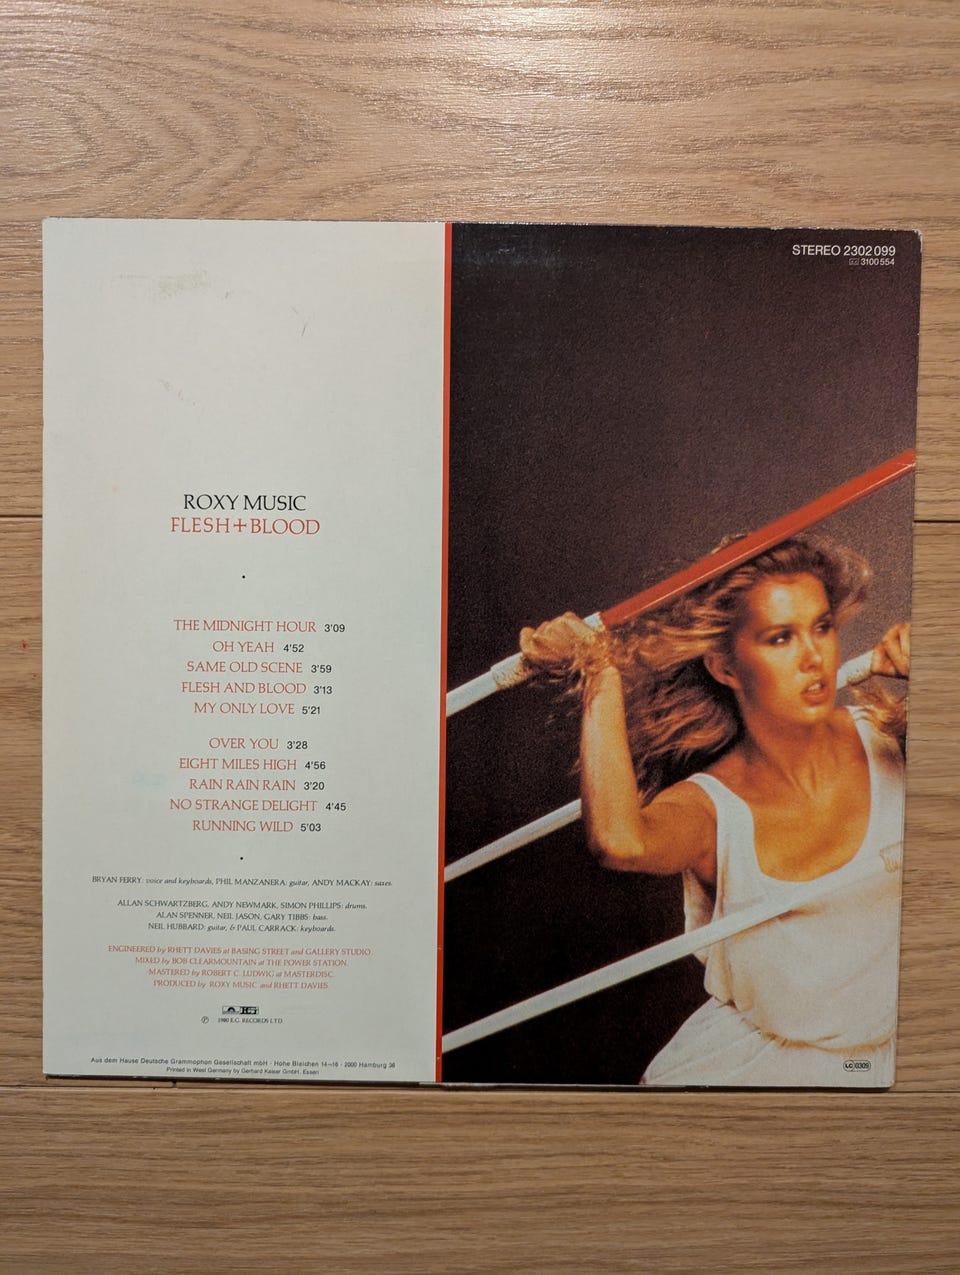 STEREO 2302 099
3100 554
ROXY MUSIC
FLESH+BLOOD
THE MIDNIGHT HOUR 3'09
OH YEAH 4'52
SAME OLD SCENE 3'59
FLESH AND BLOOD 3'13
MY ONLY LOVE 5'21
OVER YOU 3'28
EIGHT MILES HIGH 4'56
RAIN RAIN RAIN 3'20
NO STRANGE DELIGHT 4'45
RUNNING WILD 5'03
BRYAN FERRY: voice and keyboards, PHIL MANZANERA: guitar, ANDY MACKAY: saxes.
ALLAN SCHWARTZBERG, ANDY NEWMARK, SIMON PHILLIPS: drums.
ALAN SPENNER, NEIL JASON, GARY TIBBS: bass.
NEIL HUBBARD: guitar, & PAUL CARRACK: keyboards.
ENGINEERED by RHETT DAVIES at BASING STREET and GALLERY STUDIO.
MIXED by BOB CLEARMOUNTAIN at THE POWER STATION.
MASTERED by ROBERT C. LUDWIG at MASTERDISC.
PRODUCED by ROXY MUSIC and RHETT DAVIES.
℗ 1980 E.G. RECORDS LTD
Aus dem Hause Deutsche Grammophon Gesellschaft mbH · Hohe Bleichen 14–16 · 2000 Hamburg 36
Printed in West Germany by Gerhard Kaiser GmbH, Essen
LC 0309